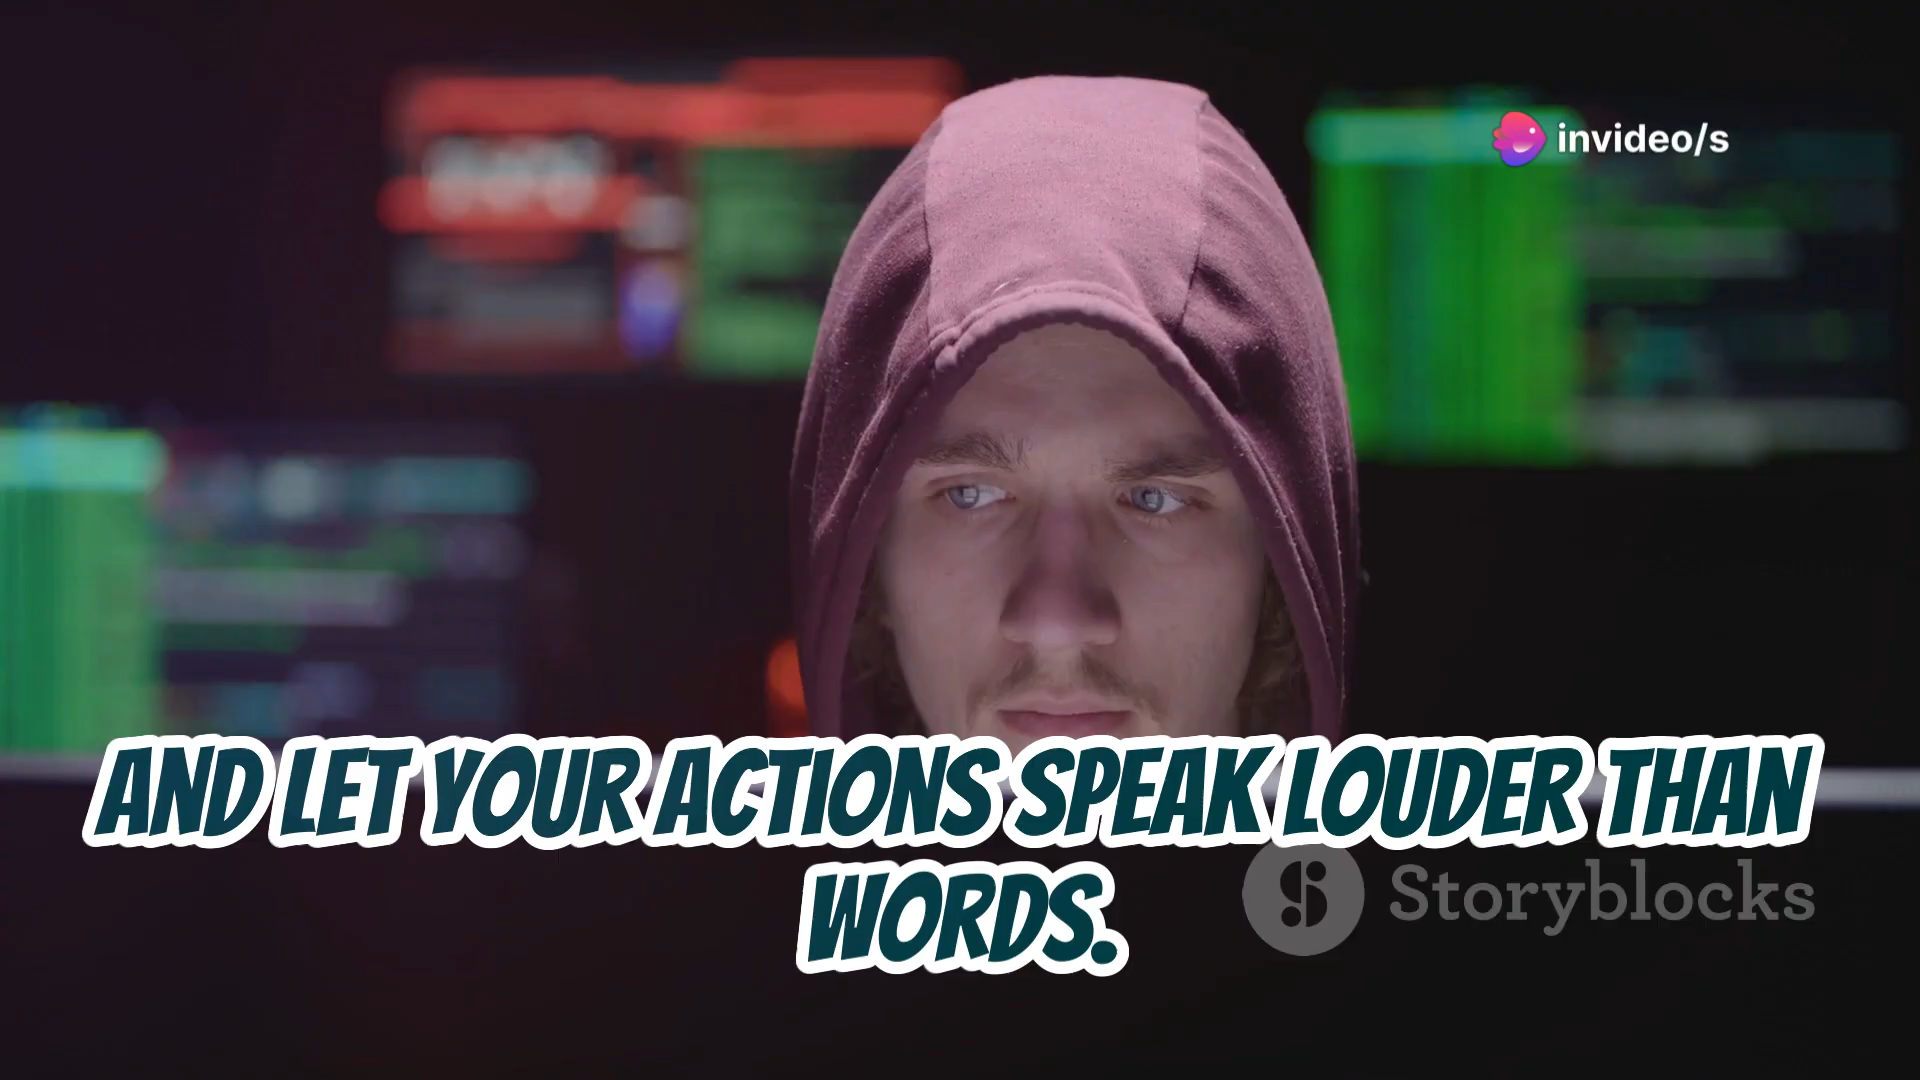 invideo/s
AND LET YOUR ACTIONS SPEAK LOUDER THAN
WORDS.
Storyblocks